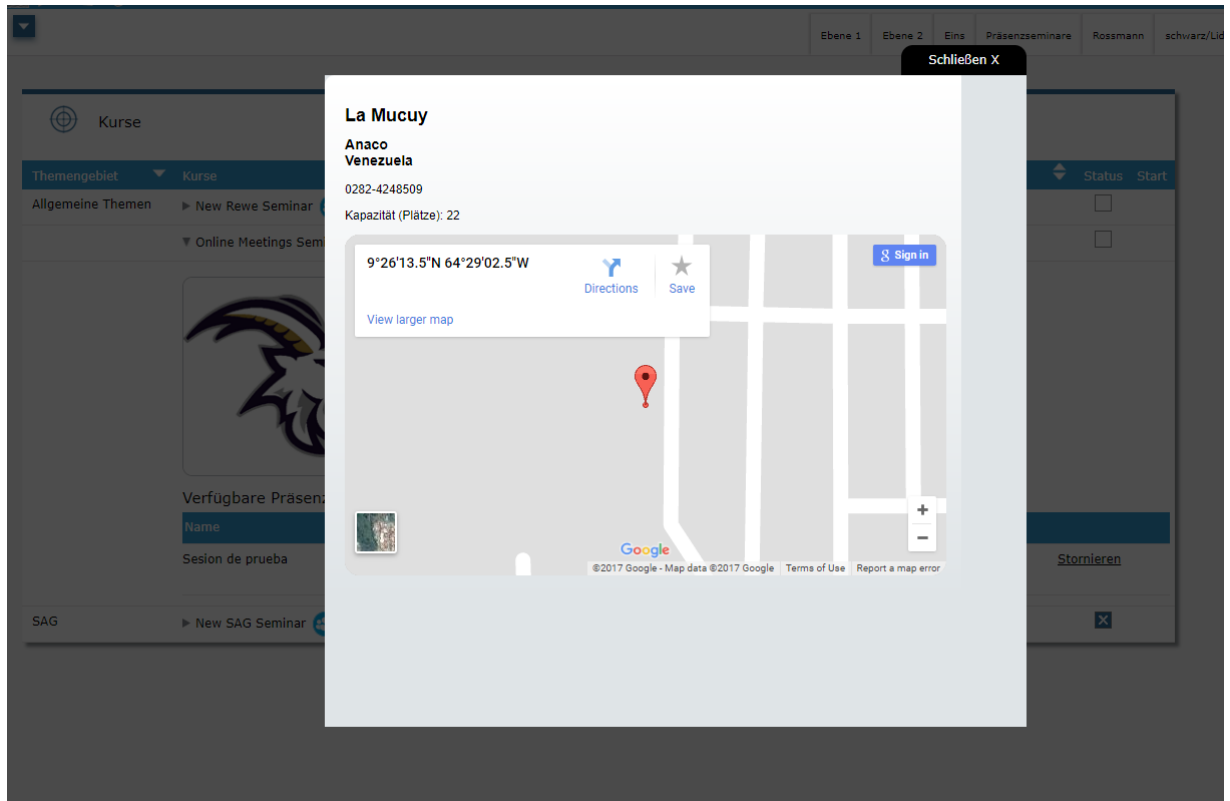 Ebene 1 Ebene 2 Eins Präsenzseminare Rossmann schwarz/Lid
Schließen X
Kurse
Themengebiet Kurse Status Start
Allgemeine Themen New Rewe Seminar
Online Meetings Semi
Verfügbare Präsenz
Name
Sesion de prueba Stornieren
SAG New SAG Seminar
La Mucuy
Anaco
Venezuela
0282-4248509
Kapazität (Plätze): 22
9°26'13.5"N 64°29'02.5"W
Directions Save
View larger map
Sign in
Google
©2017 Google - Map data ©2017 Google Terms of Use Report a map error